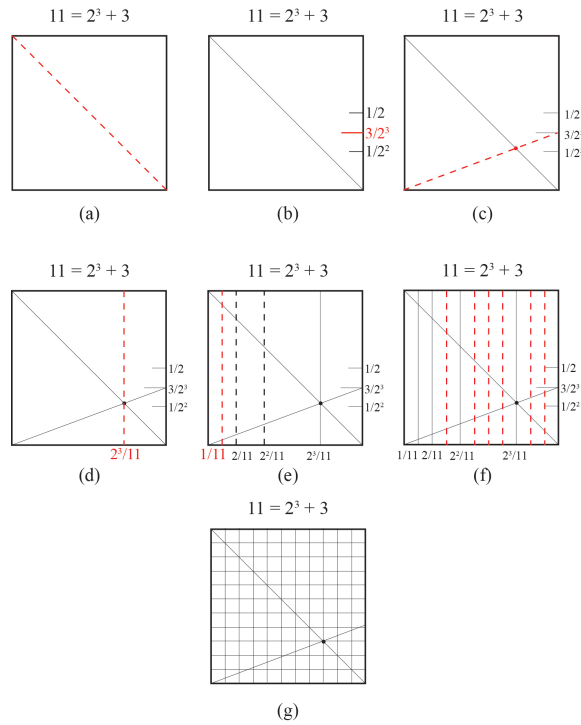 11 = 2³ + 3 11 = 2³ + 3 11 = 2³ + 3
1/2 1/2
3/2³ 3/2
1/2² 1/2
(a) (b) (c)
11 = 2³ + 3 11 = 2³ + 3 11 = 2³ + 3
1/2 1/2 1/2
3/2³ 3/2³ 3/2³
1/2² 1/2² 1/2²
2³/11 1/11 2/11 2²/11 2³/11 1/11 2/11 2²/11 2³/11
(d) (e) (f)
11 = 2³ + 3
(g)